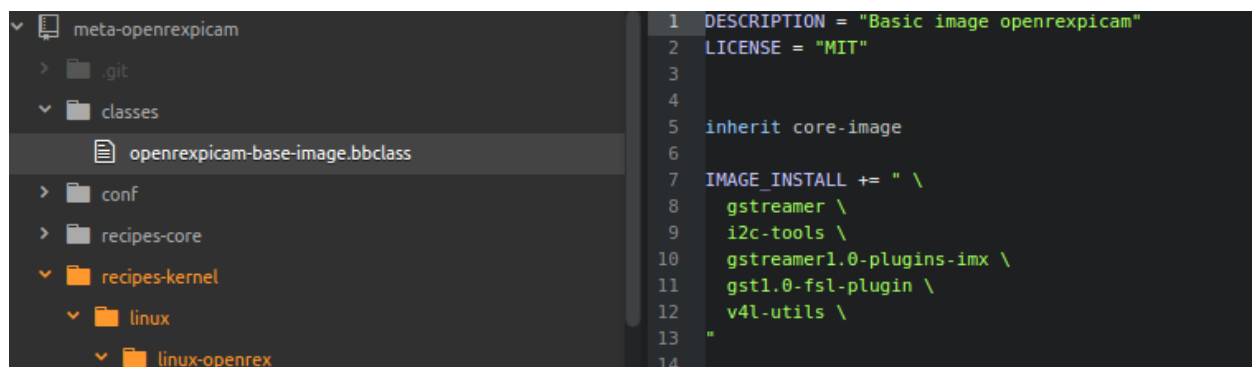 meta-openrexpicam
.git
classes
openrexpicam-base-image.bbclass
conf
recipes-core
recipes-kernel
linux
linux-openrex
1 DESCRIPTION = "Basic image openrexpicam"
2 LICENSE = "MIT"
3
4
5 inherit core-image
6
7 IMAGE_INSTALL += " \
8 gstreamer \
9 i2c-tools \
10 gstreamer1.0-plugins-imx \
11 gst1.0-fsl-plugin \
12 v4l-utils \
13 "
14